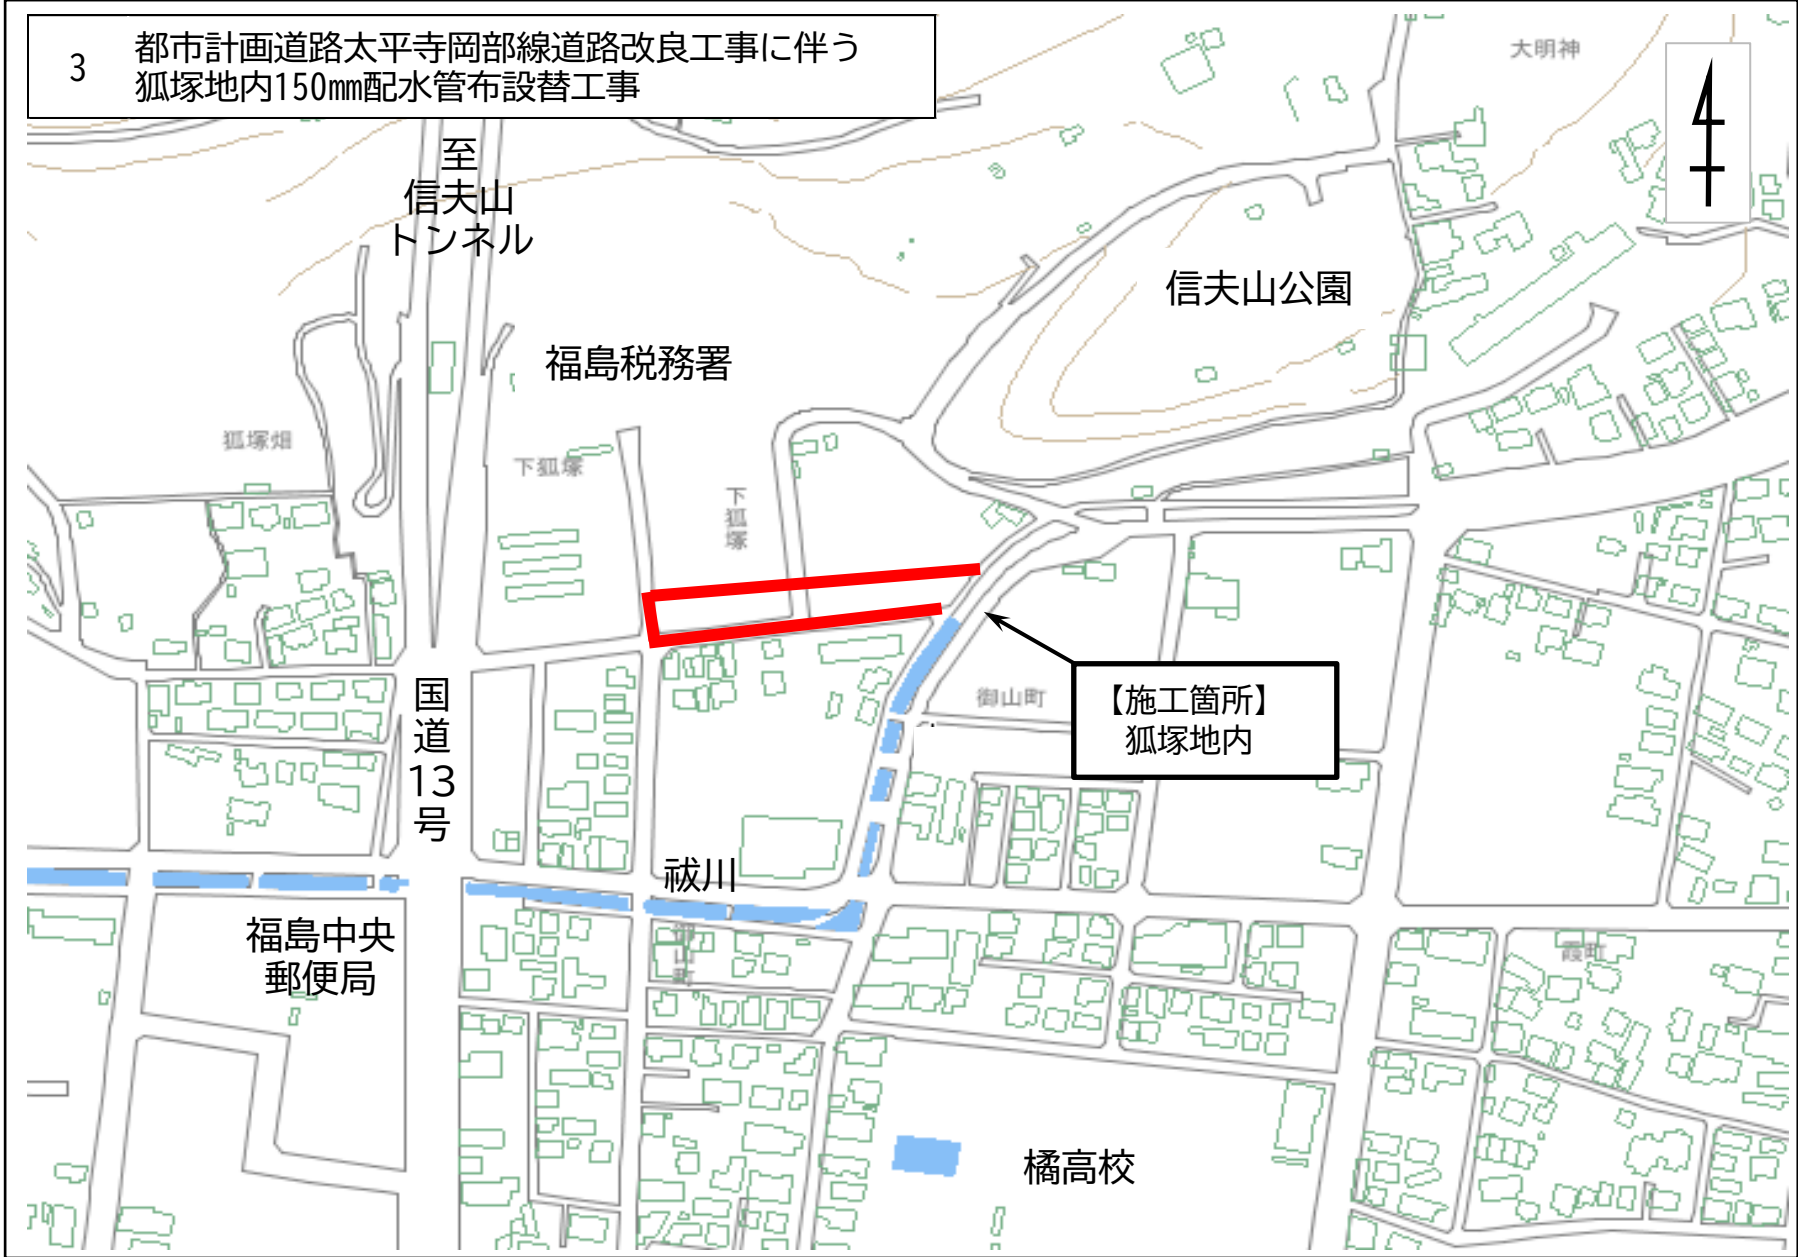 3
都市計画道路太平寺岡部線道路改良工事に伴う
狐塚地内150㎜配水管布設替工事
大明神
至
信夫山
トンネル
信夫山公園
福島税務署
狐塚畑
下狐塚
下狐塚
国道13号
御山町
【施工箇所】
狐塚地内
祓川
福島中央
郵便局
御山町
霞町
橘高校